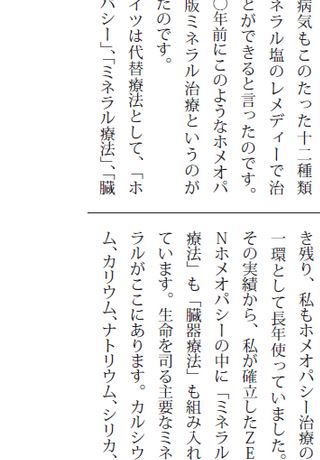 病気もこのたった十二種類
ネラル塩のレメディーで治
とができると言ったのです。
〇年前にこのようなホメオパ
版ミネラル治療というのが
たのです。
イツは代替療法として、「ホ
パシー」、「ミネラル療法」、「臓
き残り、私もホメオパシー治療の
一環として長年使っていました。
その実績から、私が確立したZE
Nホメオパシーの中に「ミネラル
療法」も「臓器療法」も組み入れ
ています。生命を司る主要なミネ
ラルがここにあります。カルシウ
ム、カリウム、ナトリウム、シリカ、